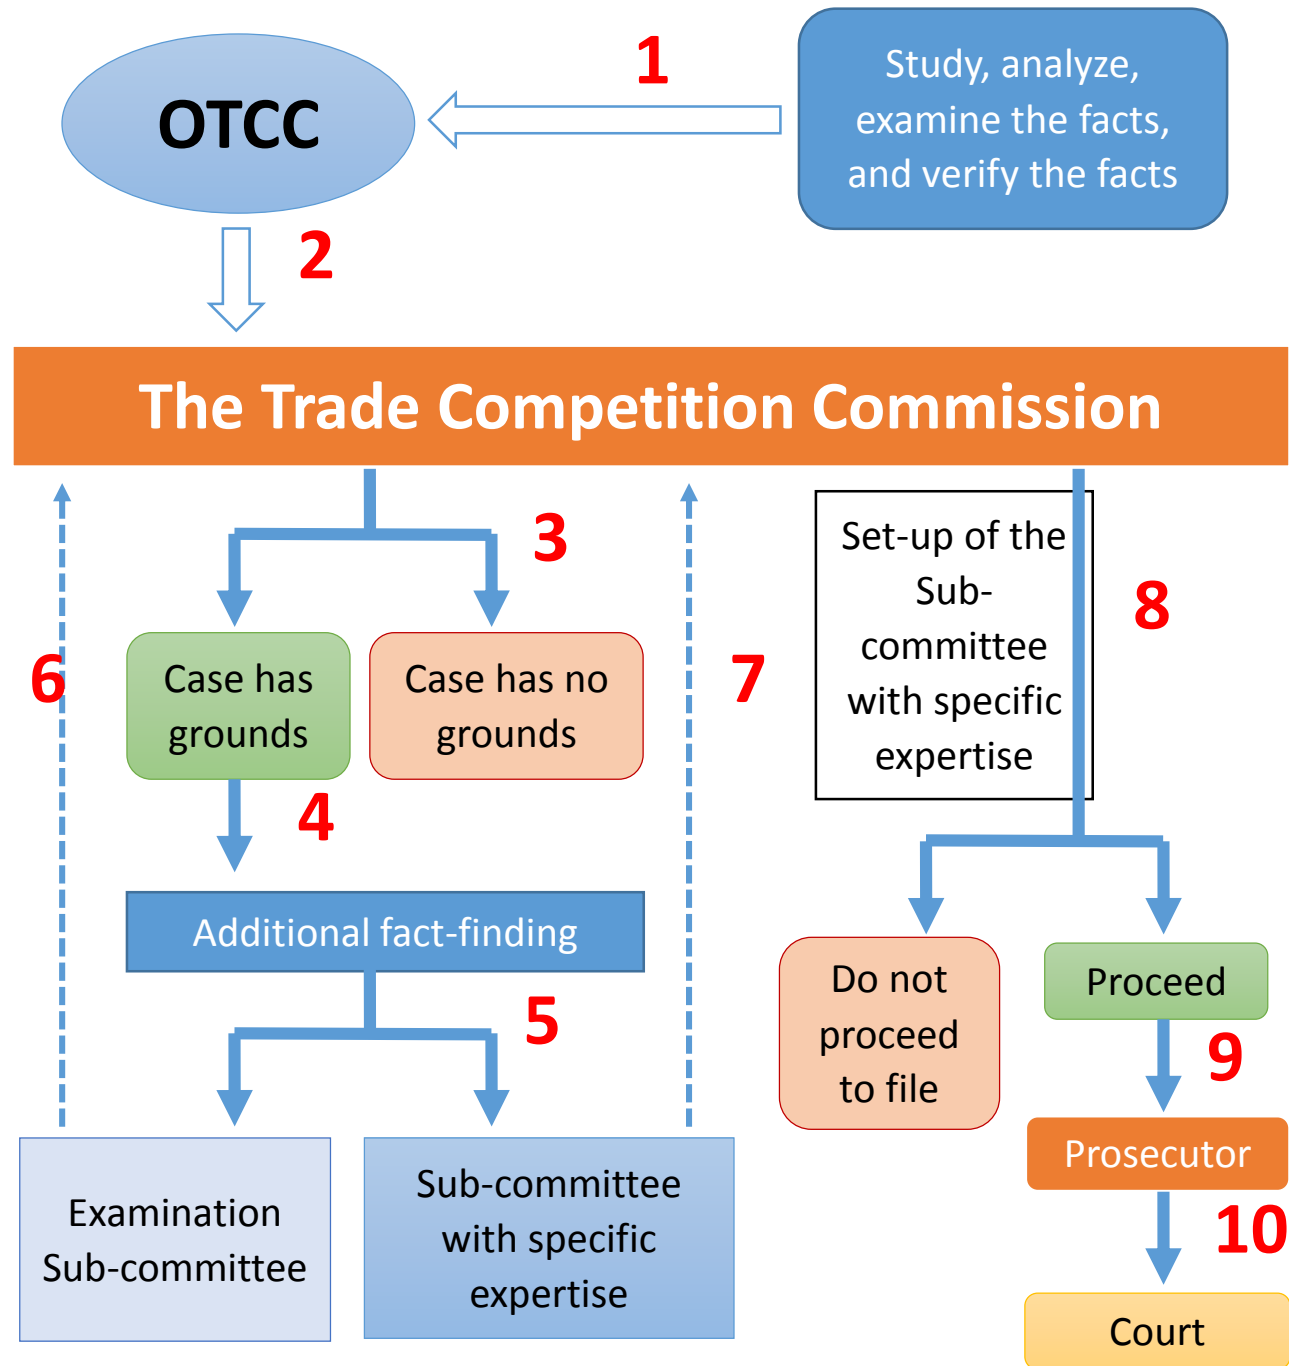 1
Study, analyze,
examine the facts,
and verify the facts
OTCC
2
The Trade Competition Commission
3
Case has
grounds
Case has no
grounds
4
Additional fact-finding
5
Examination
Sub-committee
Sub-committee
with specific
expertise
6
7
Set-up of the
Sub-
committee
with specific
expertise
8
Do not
proceed
to file
Proceed
9
Prosecutor
10
Court